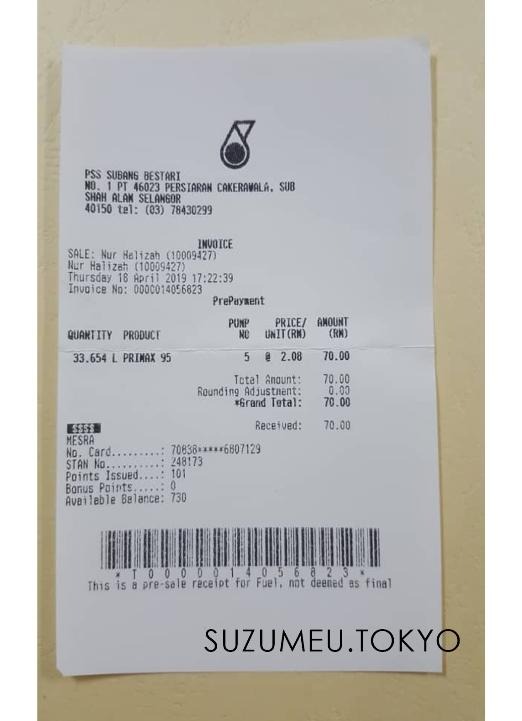 PSS SUBANG BESTARI
NO. 1 PT 46023 PERSIARAN CAKERAWALA, SUB
SHAH ALAM SELANGOR
40150 tel: (03) 78430299
INVOICE
SALE: Nur Halizah (10009427)
Nur Halizah (10009427)
Thursday 18 April 2019 17:22:39
Invoice No: 0000014056823
PrePayment
QUANTITY PRODUCT PUMP NO PRICE/ UNIT(RM) AMOUNT (RM)
33.654 L PRIMAX 95 5 @ 2.08 70.00
Total Amount: 70.00
Rounding Adjustment: 0.00
*Grand Total: 70.00
$$$$ Received: 70.00
MESRA
No. Card.........: 70838*****6807129
STAN No..........: 248173
Points Issued....: 101
Bonus Points.....: 0
Available Balance: 730
*T0000014056823*
This is a pre-sale receipt for Fuel, not deemed as final
SUZUMEU.TOKYO